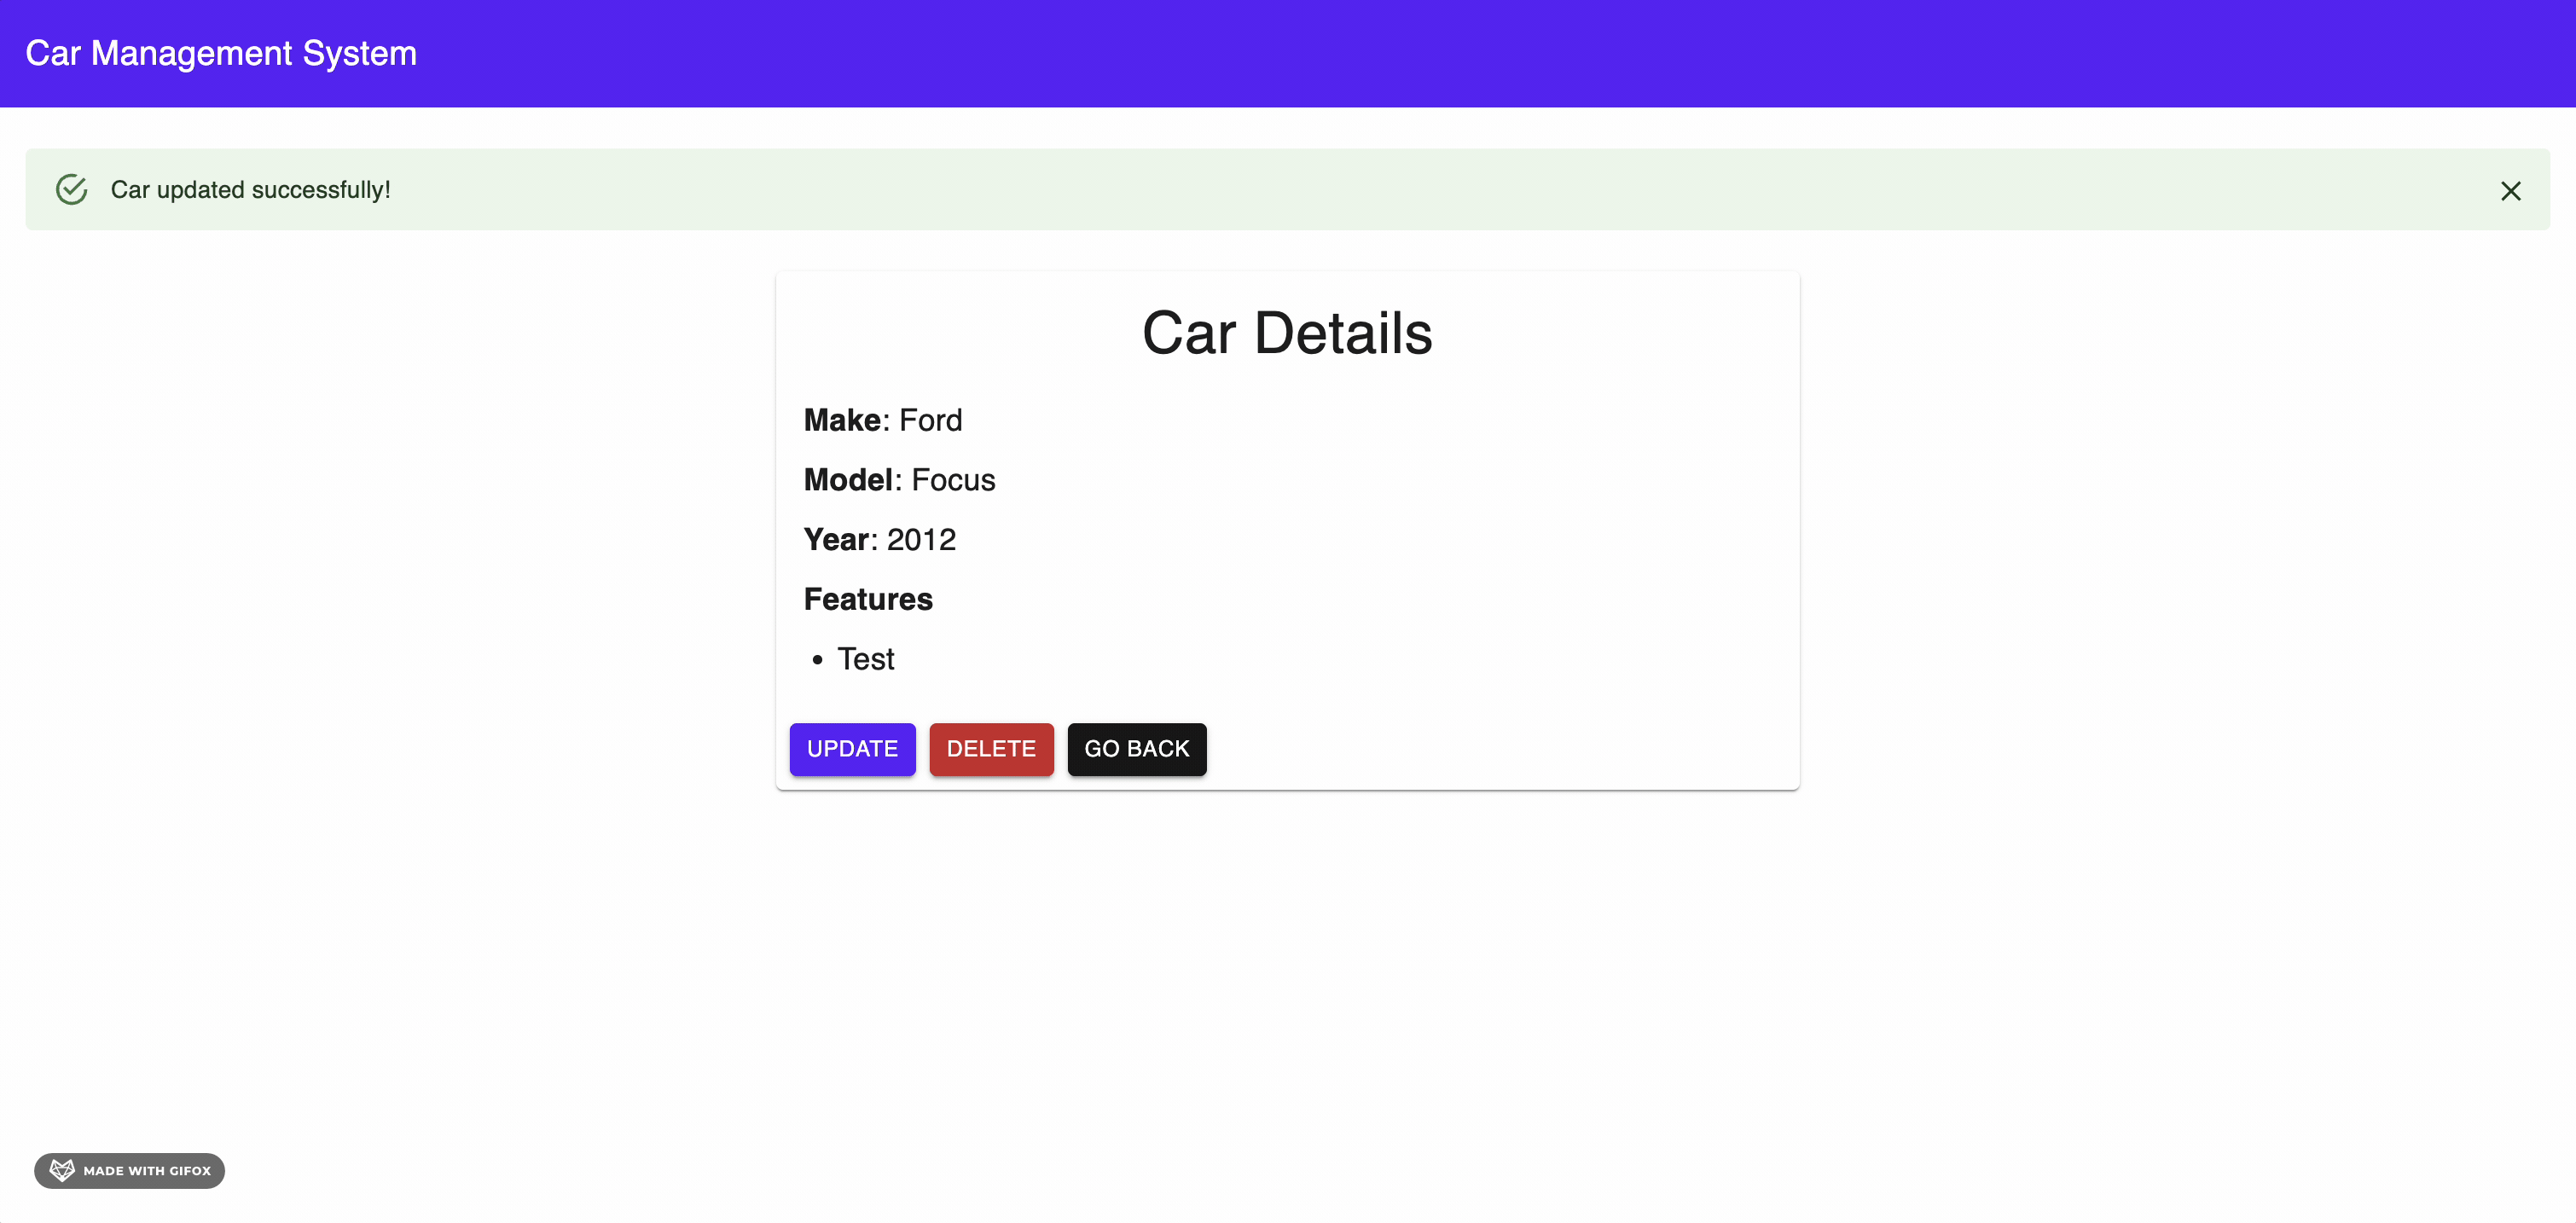 Car Management System
Car updated successfully!
Car Details
Make: Ford
Model: Focus
Year: 2012
Features
• Test
UPDATE DELETE GO BACK
MADE WITH GIFOX